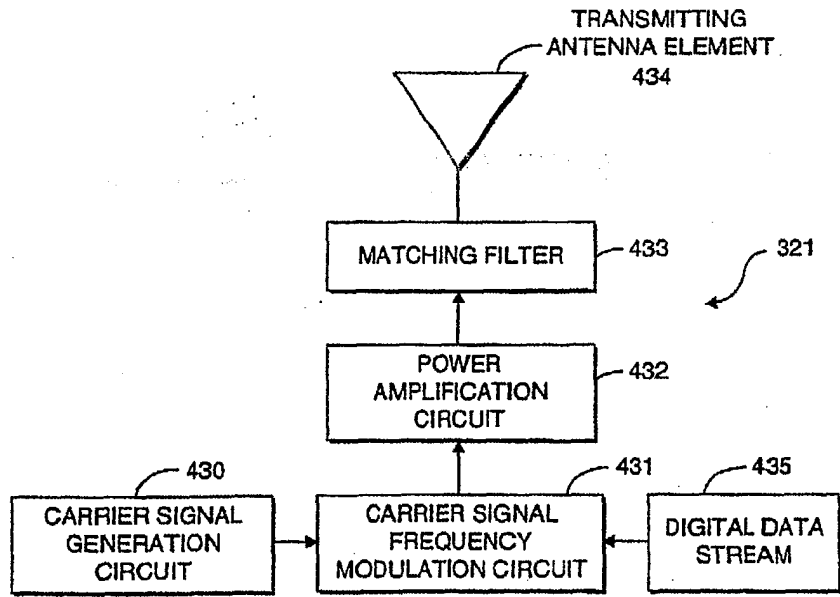 TRANSMITTING
ANTENNA ELEMENT
434
MATCHING FILTER
433
321
POWER
AMPLIFICATION
CIRCUIT
432
430
CARRIER SIGNAL
GENERATION
CIRCUIT
431
CARRIER SIGNAL
FREQUENCY
MODULATION CIRCUIT
435
DIGITAL DATA
STREAM